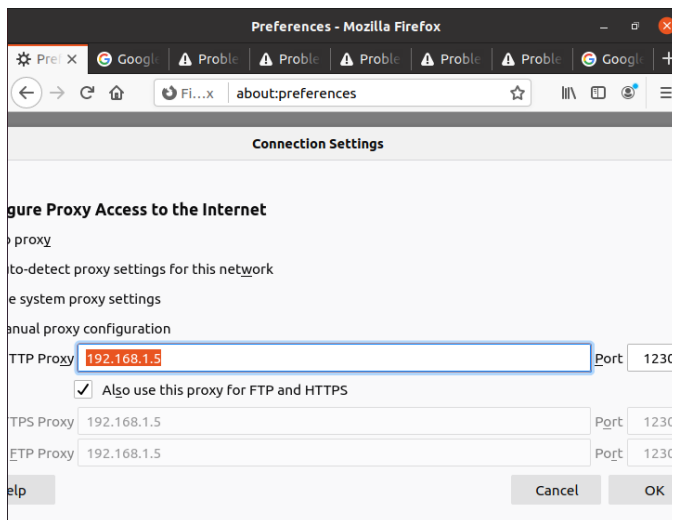 Preferences - Mozilla Firefox
Pref Google Proble Proble Proble Proble Proble Googl
Fi...x about:preferences
Connection Settings
gure Proxy Access to the Internet
o proxy
uto-detect proxy settings for this network
e system proxy settings
anual proxy configuration
TTP Proxy 192.168.1.5 Port 1230
Also use this proxy for FTP and HTTPS
TTPS Proxy 192.168.1.5 Port 1230
FTP Proxy 192.168.1.5 Port 1230
elp Cancel OK